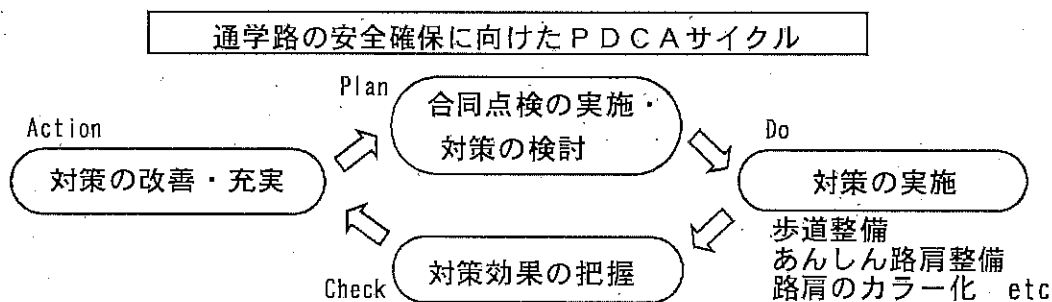 通学路の安全確保に向けたPDCAサイクル
Plan
合同点検の実施・
対策の検討
Action
対策の改善・充実
Do
対策の実施
歩道整備
あんしん路肩整備
路肩のカラー化 etc
Check
対策効果の把握